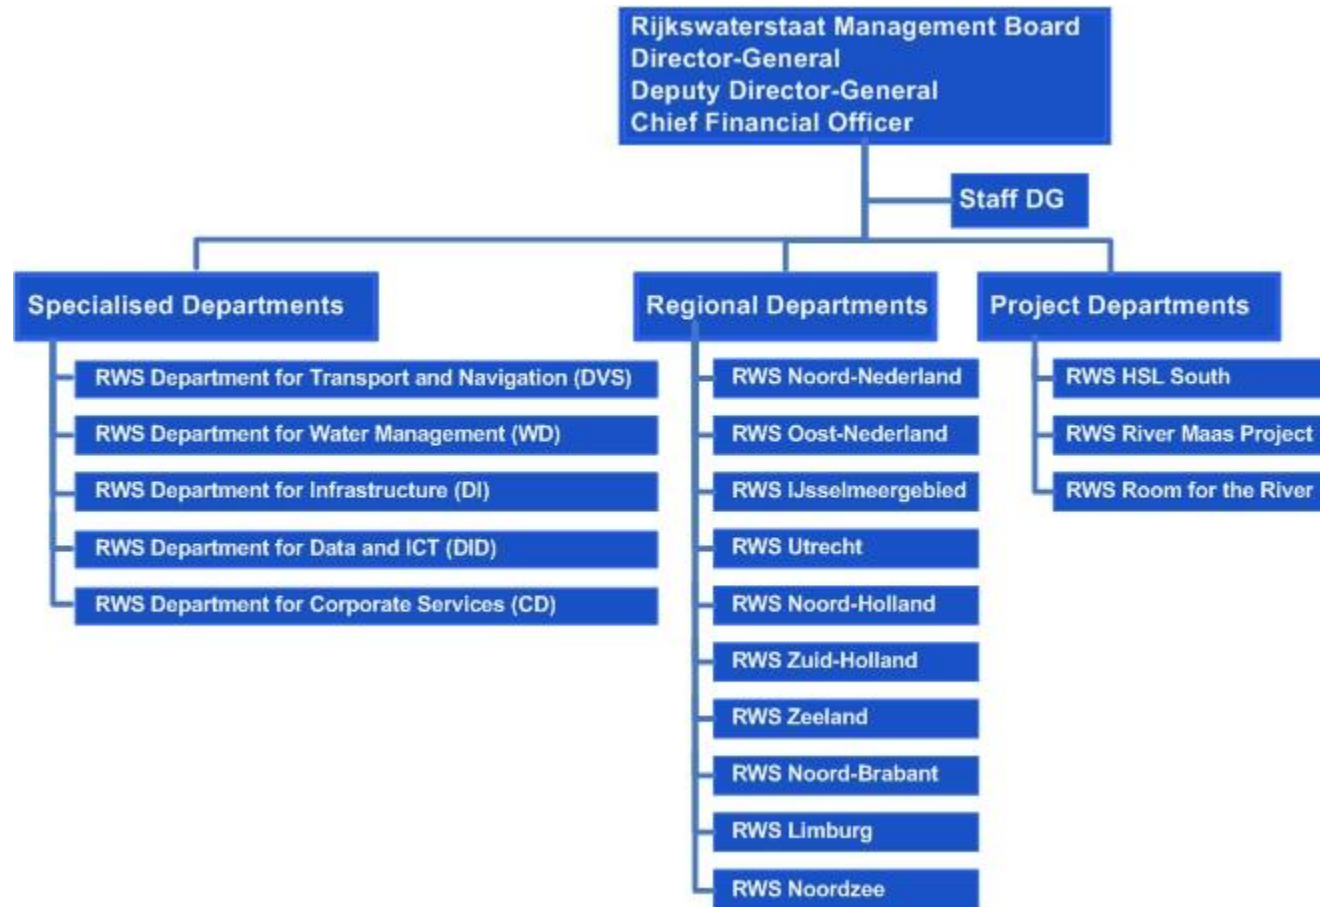 Rijkswaterstaat Management Board
Director-General
Deputy Director-General
Chief Financial Officer
Staff DG
Specialised Departments
RWS Department for Transport and Navigation (DVS)
RWS Department for Water Management (WD)
RWS Department for Infrastructure (DI)
RWS Department for Data and ICT (DID)
RWS Department for Corporate Services (CD)
Regional Departments
RWS Noord-Nederland
RWS Oost-Nederland
RWS IJsselmeergebied
RWS Utrecht
RWS Noord-Holland
RWS Zuid-Holland
RWS Zeeland
RWS Noord-Brabant
RWS Limburg
RWS Noordzee
Project Departments
RWS HSL South
RWS River Maas Project
RWS Room for the River